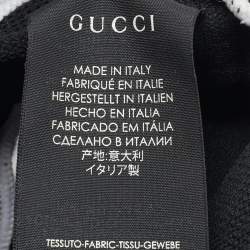 GUCCI
MADE IN ITALY
FABRIQUÉ EN ITALIE
HERGESTELLT IN ITALIEN
HECHO EN ITALIA
FABRICADO EM ITÁLIA
СДЕЛАНО В ИТАЛИИ
产地:意大利
イタリア製
TESSUTO-FABRIC-TISSU-GEWEBE